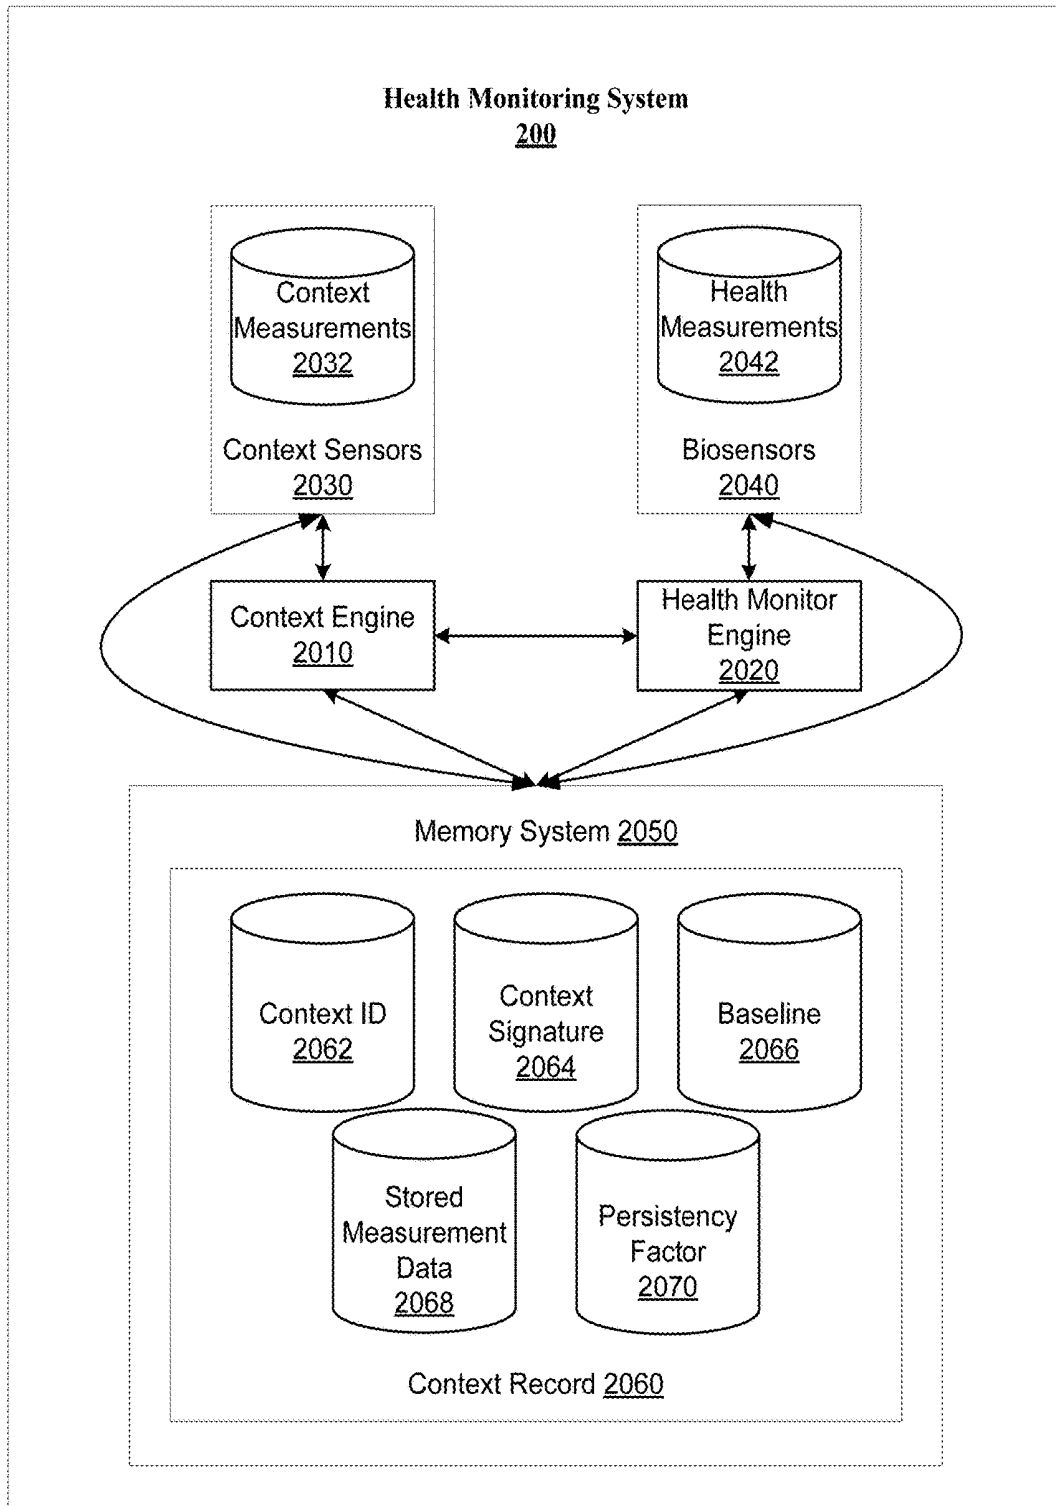 Health Monitoring System
200
Context
Measurements
2032
Context Sensors
2030
Health
Measurements
2042
Biosensors
2040
Context Engine
2010
Health Monitor
Engine
2020
Memory System 2050
Context ID
2062
Context
Signature
2064
Baseline
2066
Stored
Measurement
Data
2068
Persistency
Factor
2070
Context Record 2060